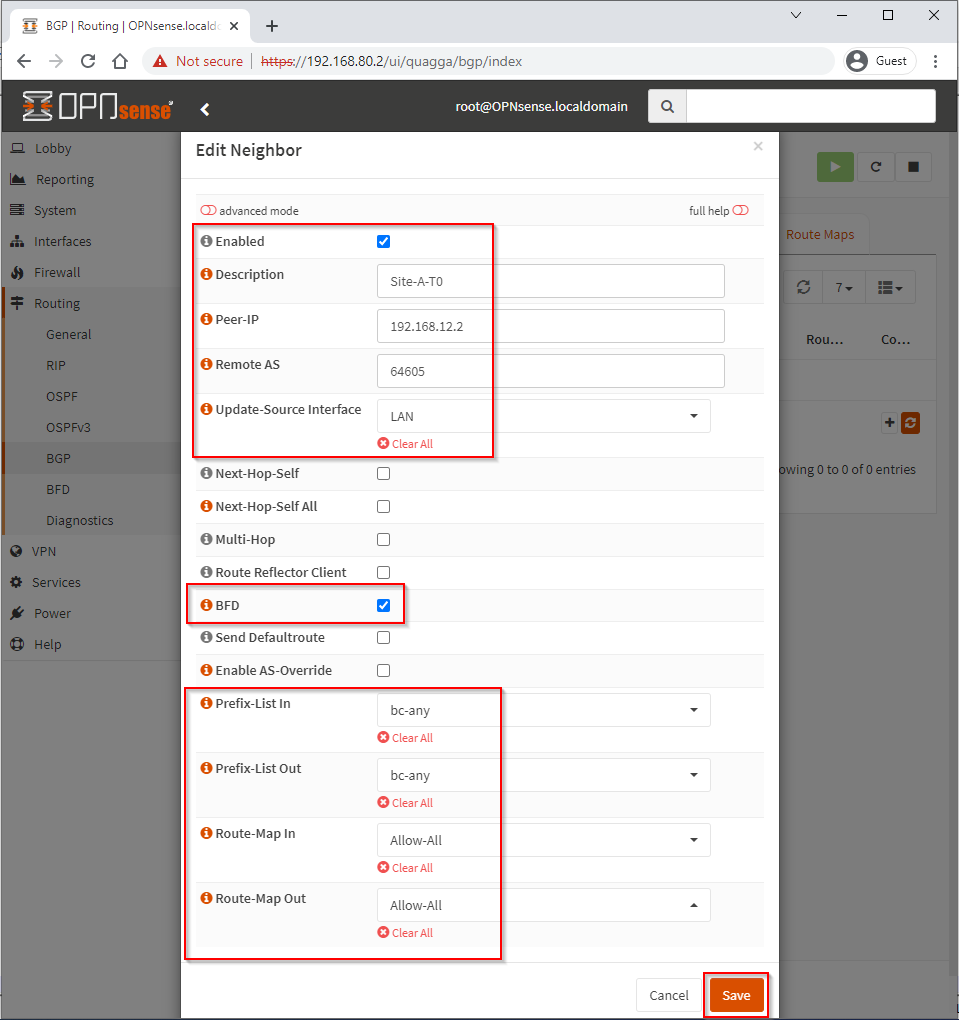 BGP | Routing | OPNsense.locald
Not secure | https://192.168.80.2/ui/quagga/bgp/index
Guest
OPNsense
root@OPNsense.localdomain
Edit Neighbor
Lobby
Reporting
System
Interfaces
Firewall
Routing
General
RIP
OSPF
OSPFv3
BGP
BFD
Diagnostics
VPN
Services
Power
Help
advanced mode
full help
Enabled
Description
Site-A-T0
Peer-IP
192.168.12.2
Remote AS
64605
Update-Source Interface
LAN
Clear All
Next-Hop-Self
Next-Hop-Self All
Multi-Hop
Route Reflector Client
BFD
Send Defaultroute
Enable AS-Override
Prefix-List In
bc-any
Clear All
Prefix-List Out
bc-any
Clear All
Route-Map In
Allow-All
Clear All
Route-Map Out
Allow-All
Clear All
Cancel
Save
Route Maps
7
Rou...
Co...
owing 0 to 0 of 0 entries